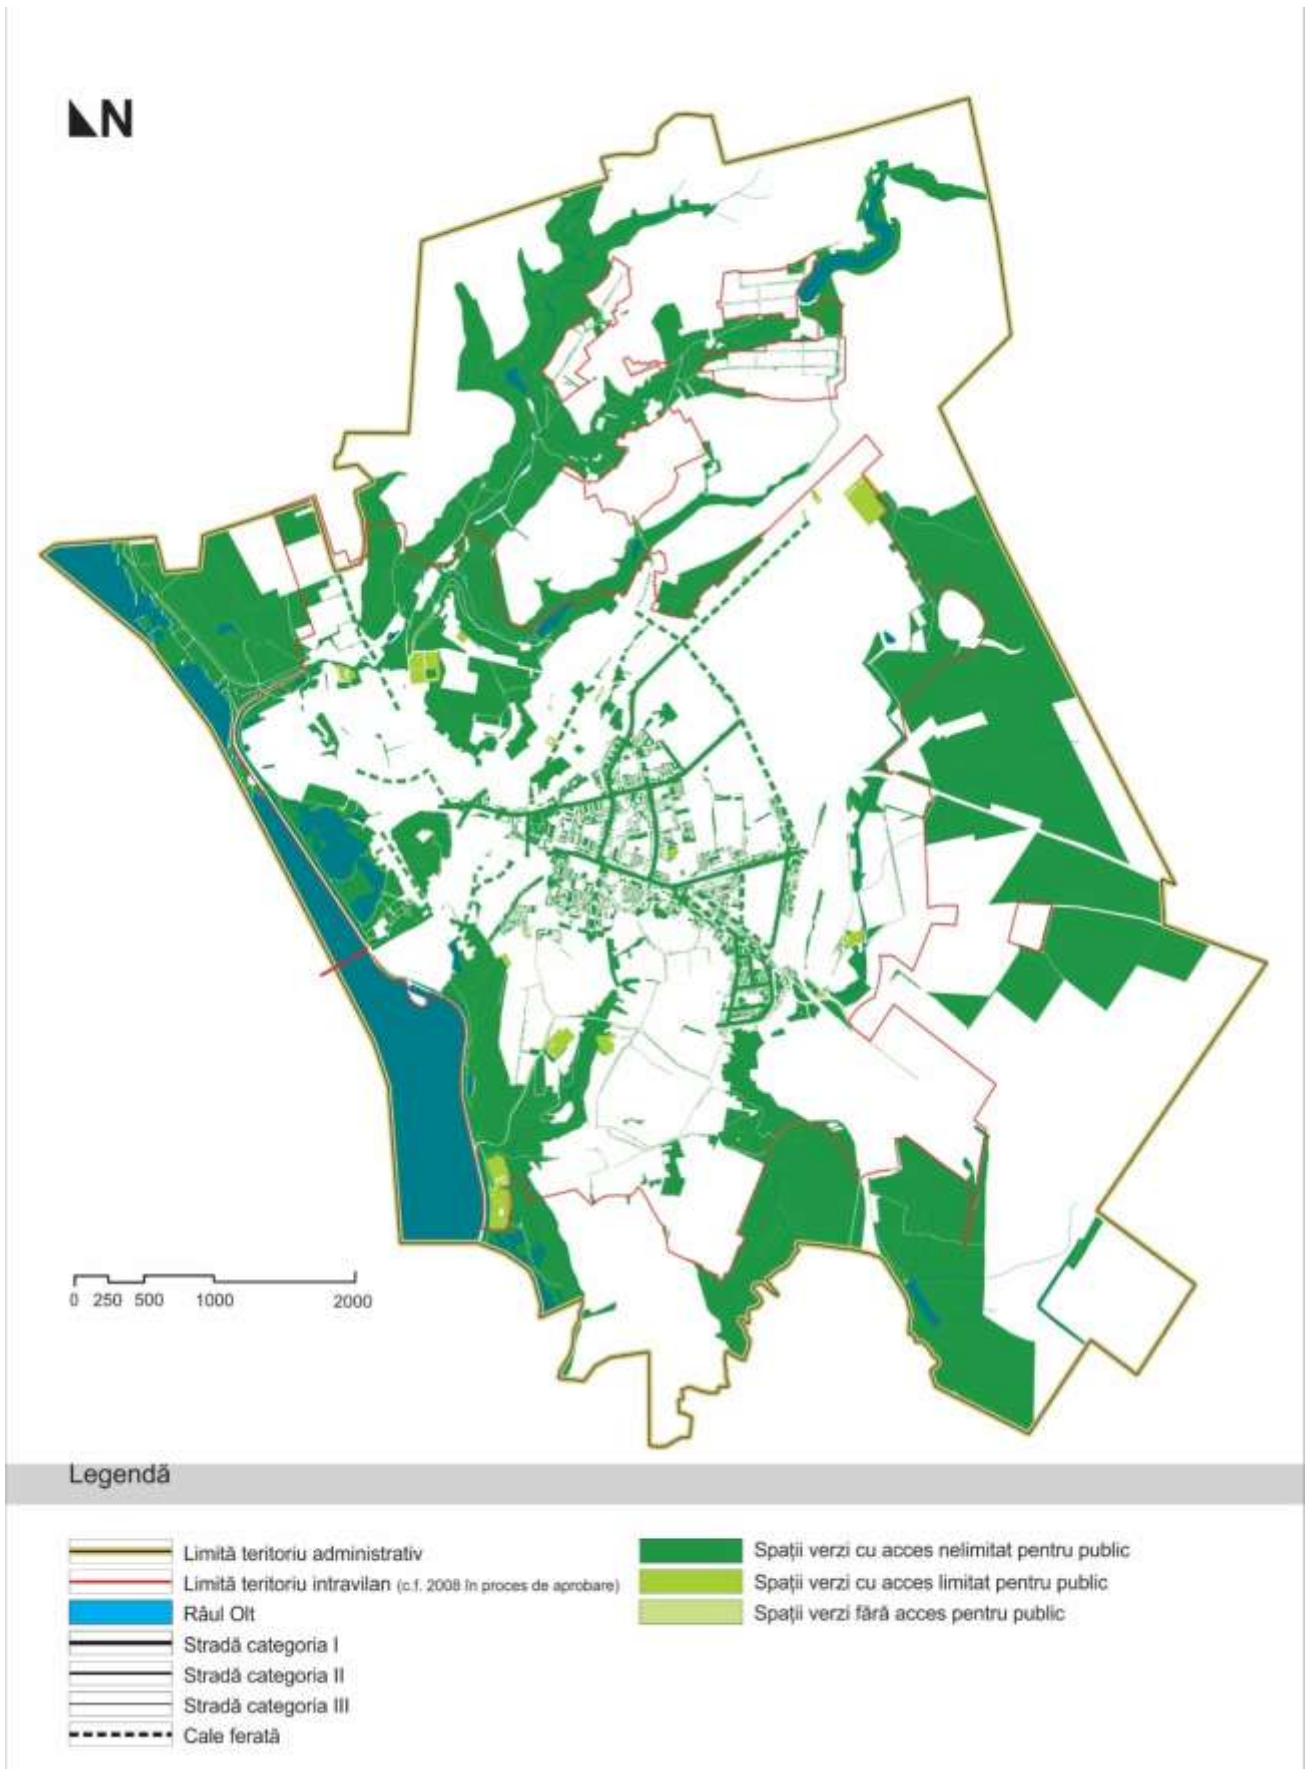 N
0 250 500 1000 2000
Legendă
Limită teritoriu administrativ
Limită teritoriu intravilan (c.f. 2008 în proces de aprobare)
Râul Olt
Stradă categoria I
Stradă categoria II
Stradă categoria III
Cale ferată
Spații verzi cu acces nelimitat pentru public
Spații verzi cu acces limitat pentru public
Spații verzi fără acces pentru public